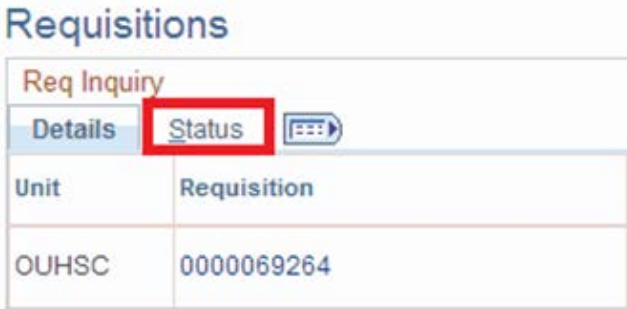 Requisitions
Req Inquiry
Details Status
Unit Requisition
OUHSC 0000069264